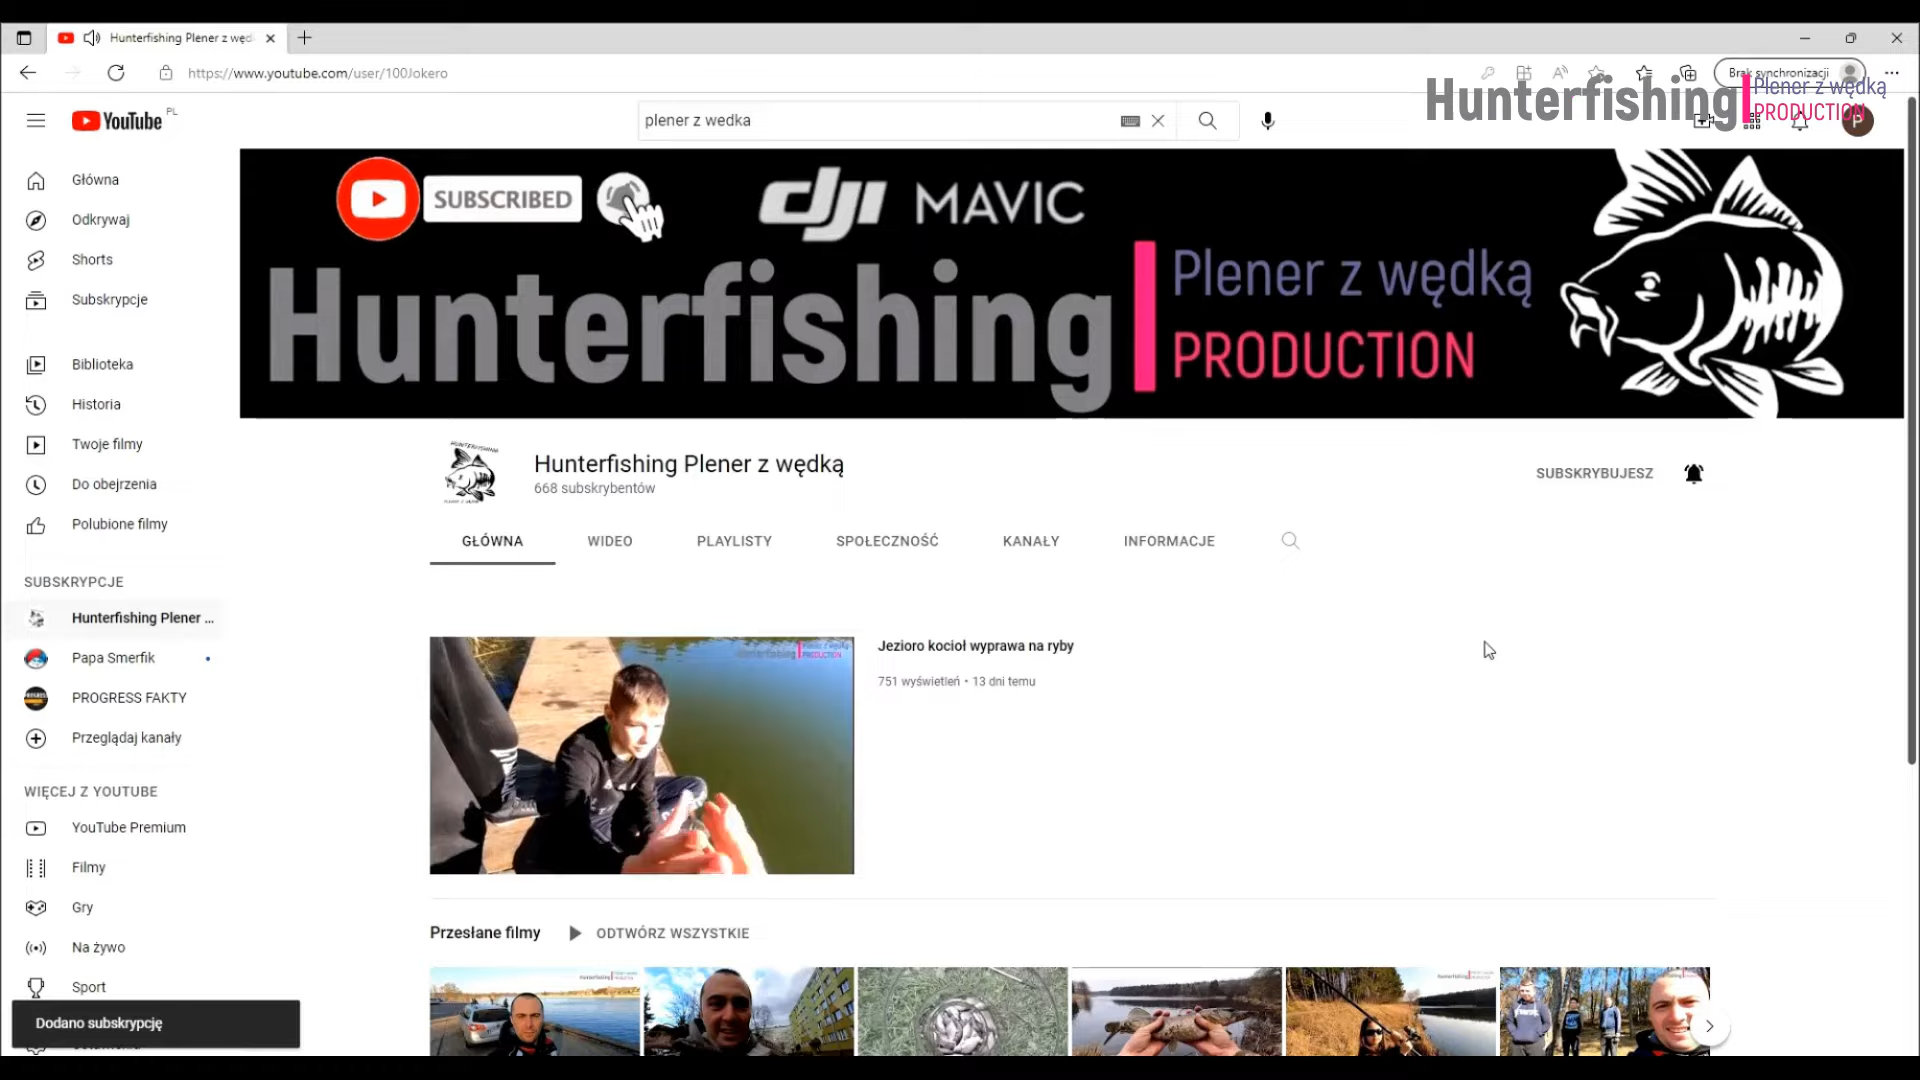 Hunterfishing Plener z węd
https://www.youtube.com/user/100Jokero
Brak synchronizacji
Hunterfishing
Plener z wędką
PRODUCTION
YouTube PL
plener z wedka
P
Główna
Odkrywaj
Shorts
Subskrypcje
Biblioteka
Historia
Twoje filmy
Do obejrzenia
Polubione filmy
SUBSKRYPCJE
Hunterfishing Plener ...
Papa Smerfik
PROGRESS FAKTY
Przeglądaj kanały
WIĘCEJ Z YOUTUBE
YouTube Premium
Filmy
Gry
Na żywo
Sport
Dodano subskrypcję
SUBSCRIBED
dji MAVIC
Hunterfishing
Plener z wędką
PRODUCTION
Hunterfishing Plener z wędką
668 subskrybentów
SUBSKRYBUJESZ
GŁÓWNA
WIDEO
PLAYLISTY
SPOŁECZNOŚĆ
KANAŁY
INFORMACJE
Jezioro kocioł wyprawa na ryby
751 wyświetleń • 13 dni temu
Przesłane filmy
ODTWÓRZ WSZYSTKIE